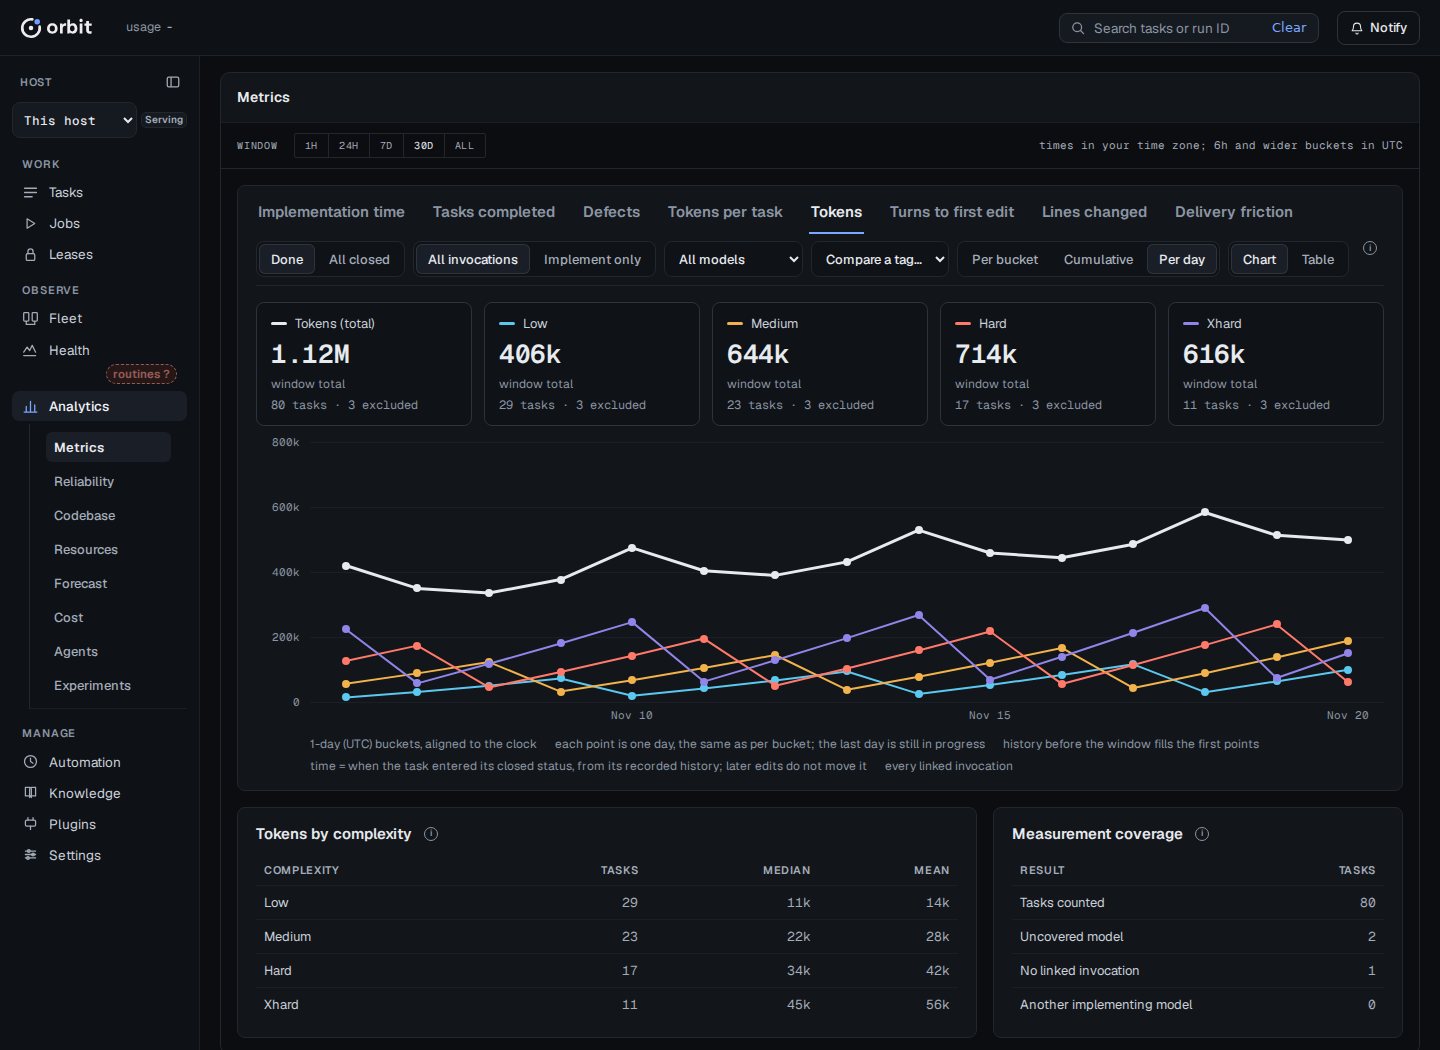 orbit
usage -
Search tasks or run ID
Clear
Notify
HOST
This host
Serving
WORK
Tasks
Jobs
Leases
OBSERVE
Fleet
Health
routines ?
Analytics
Metrics
Reliability
Codebase
Resources
Forecast
Cost
Agents
Experiments
MANAGE
Automation
Knowledge
Plugins
Settings
Metrics
WINDOW 1H 24H 7D 30D ALL
times in your time zone; 6h and wider buckets in UTC
Implementation time Tasks completed Defects Tokens per task Tokens Turns to first edit Lines changed Delivery friction
Done All closed All invocations Implement only All models Compare a tag… Per bucket Cumulative Per day Chart Table
Tokens (total)
1.12M
window total
80 tasks · 3 excluded
Low
406k
window total
29 tasks · 3 excluded
Medium
644k
window total
23 tasks · 3 excluded
Hard
714k
window total
17 tasks · 3 excluded
Xhard
616k
window total
11 tasks · 3 excluded
800k
600k
400k
200k
0
Nov 10 Nov 15 Nov 20
1-day (UTC) buckets, aligned to the clock each point is one day, the same as per bucket; the last day is still in progress history before the window fills the first points
time = when the task entered its closed status, from its recorded history; later edits do not move it every linked invocation
Tokens by complexity
COMPLEXITY TASKS MEDIAN MEAN
Low 29 11k 14k
Medium 23 22k 28k
Hard 17 34k 42k
Xhard 11 45k 56k
Measurement coverage
RESULT TASKS
Tasks counted 80
Uncovered model 2
No linked invocation 1
Another implementing model 0